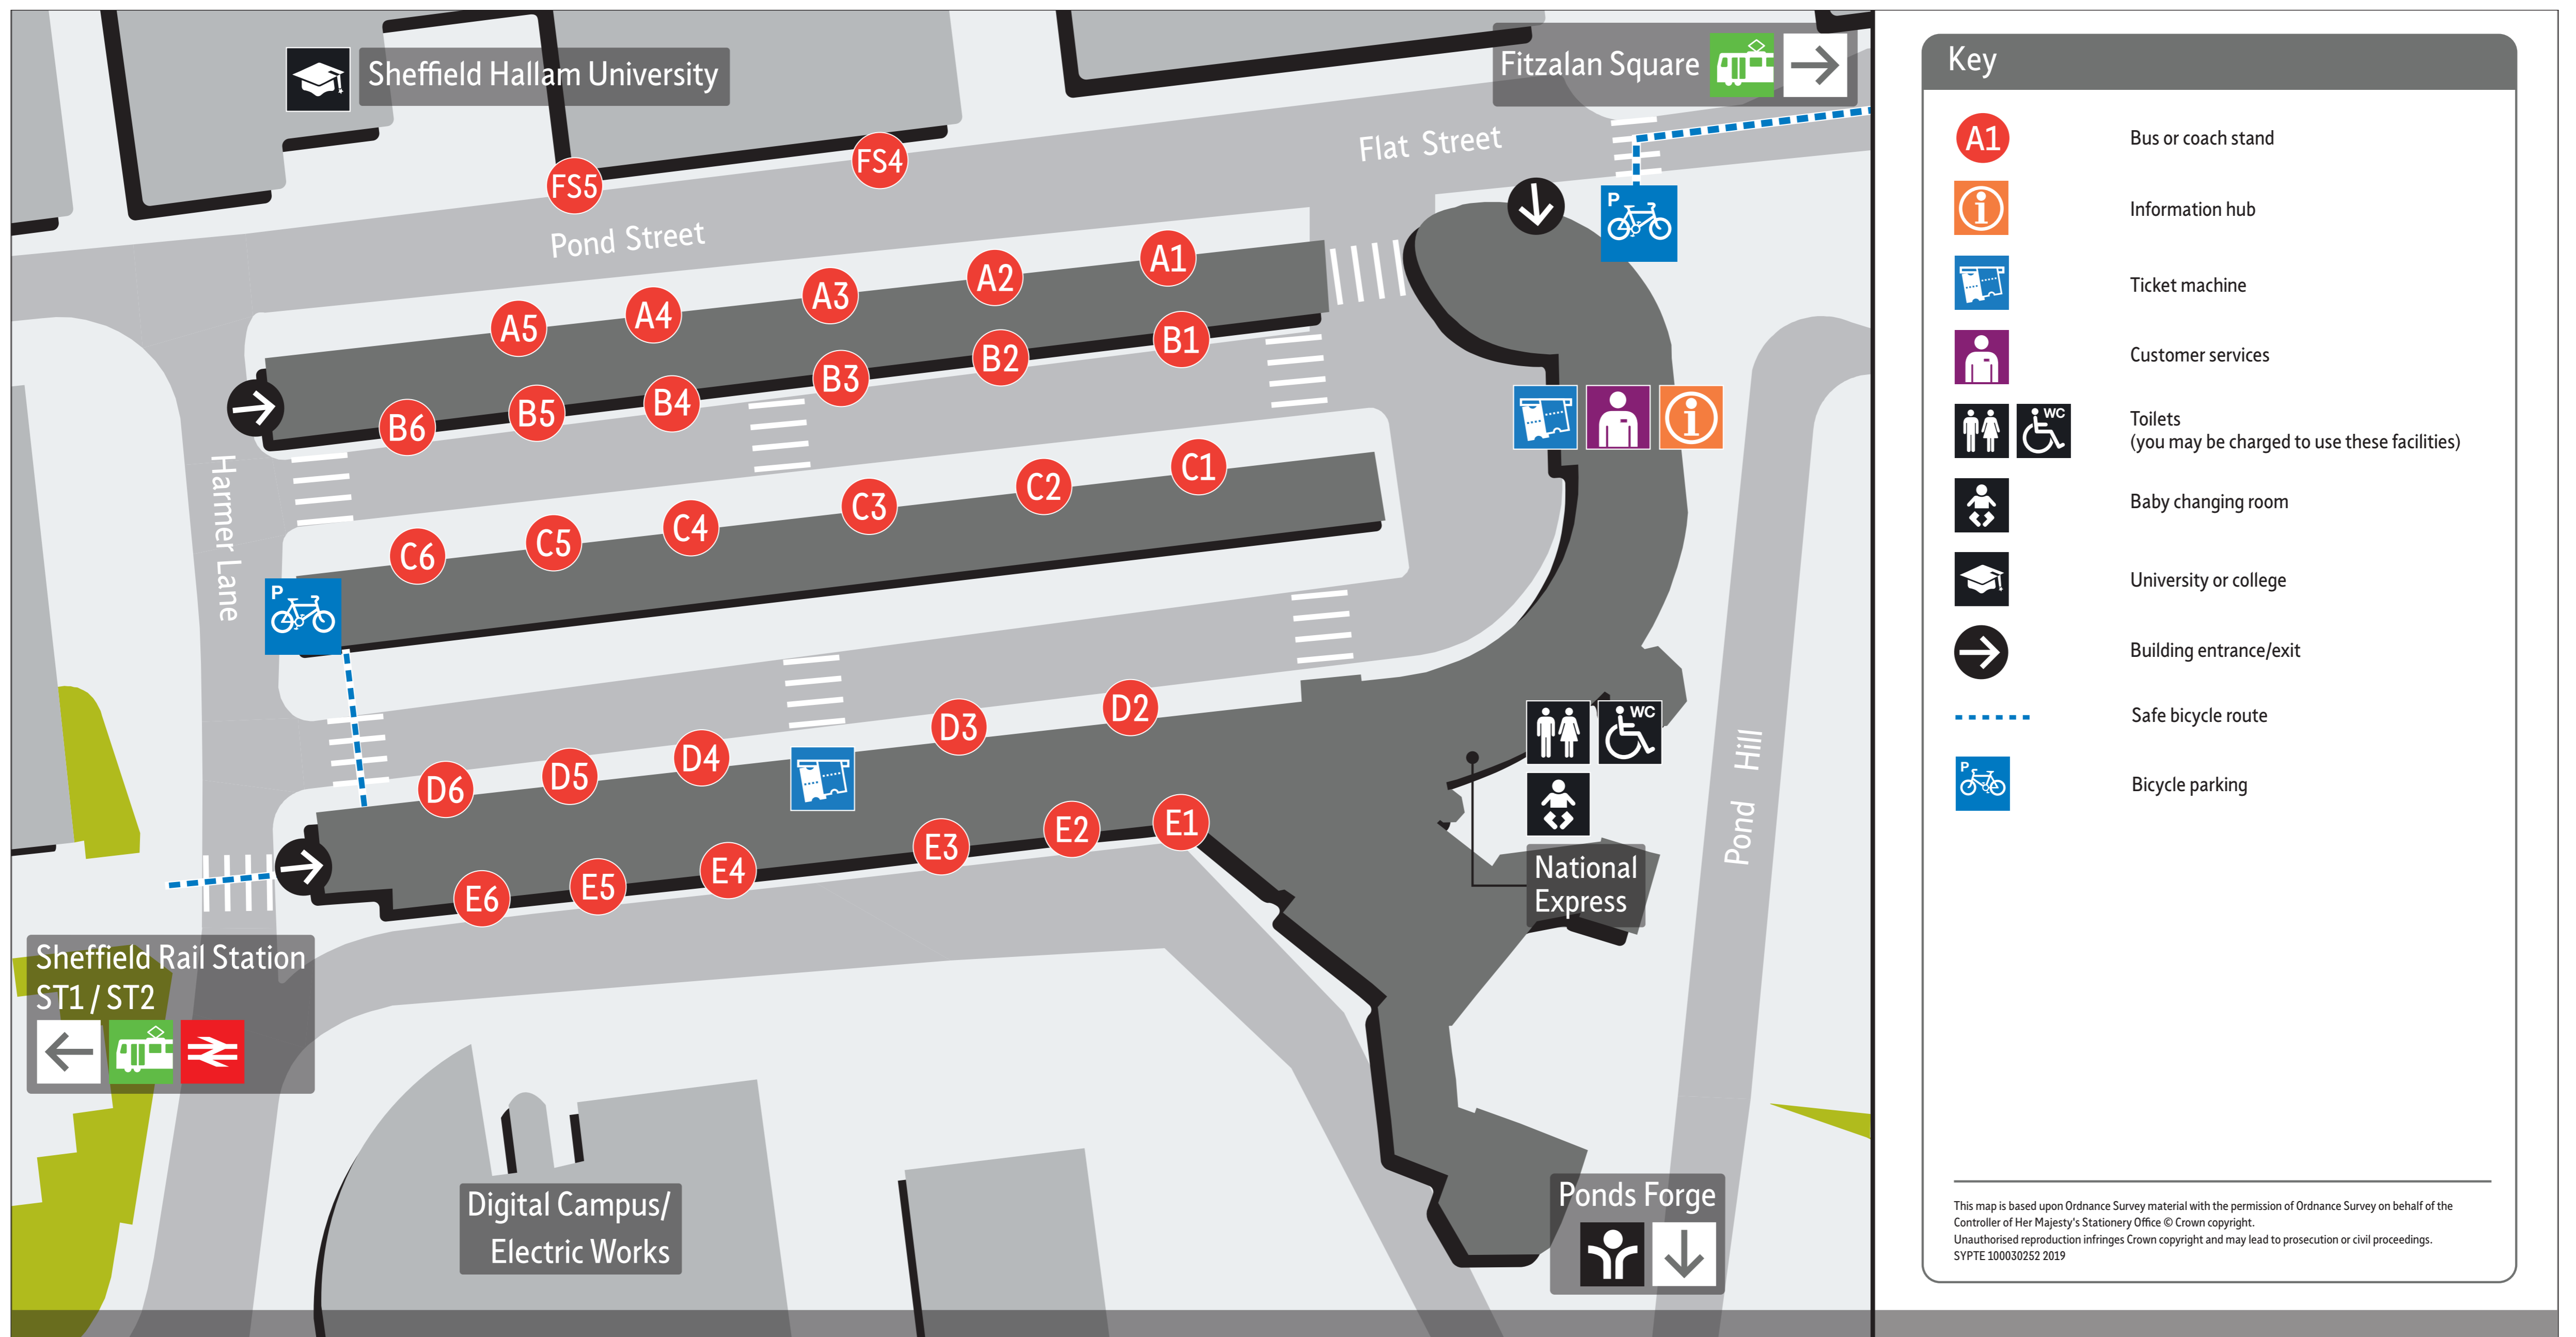 Sheffield Hallam University
Fitzalan Square
Flat Street
FS5
FS4
Pond Street
A5
A4
A3
A2
A1
B6
B5
B4
B3
B2
B1
P
Harmer Lane
C6
C5
C4
C3
C2
C1
P
D6
D5
D4
D3
D2
WC
E6
E5
E4
E3
E2
E1
National
Express
Pond Hill
Sheffield Rail Station
ST1 / ST2
Digital Campus/
Electric Works
Ponds Forge
Key
A1
Bus or coach stand
Information hub
Ticket machine
Customer services
WC
Toilets
(you may be charged to use these facilities)
Baby changing room
University or college
Building entrance/exit
Safe bicycle route
P
Bicycle parking
This map is based upon Ordnance Survey material with the permission of Ordnance Survey on behalf of the
Controller of Her Majesty's Stationery Office © Crown copyright.
Unauthorised reproduction infringes Crown copyright and may lead to prosecution or civil proceedings.
SYPTE 100030252 2019